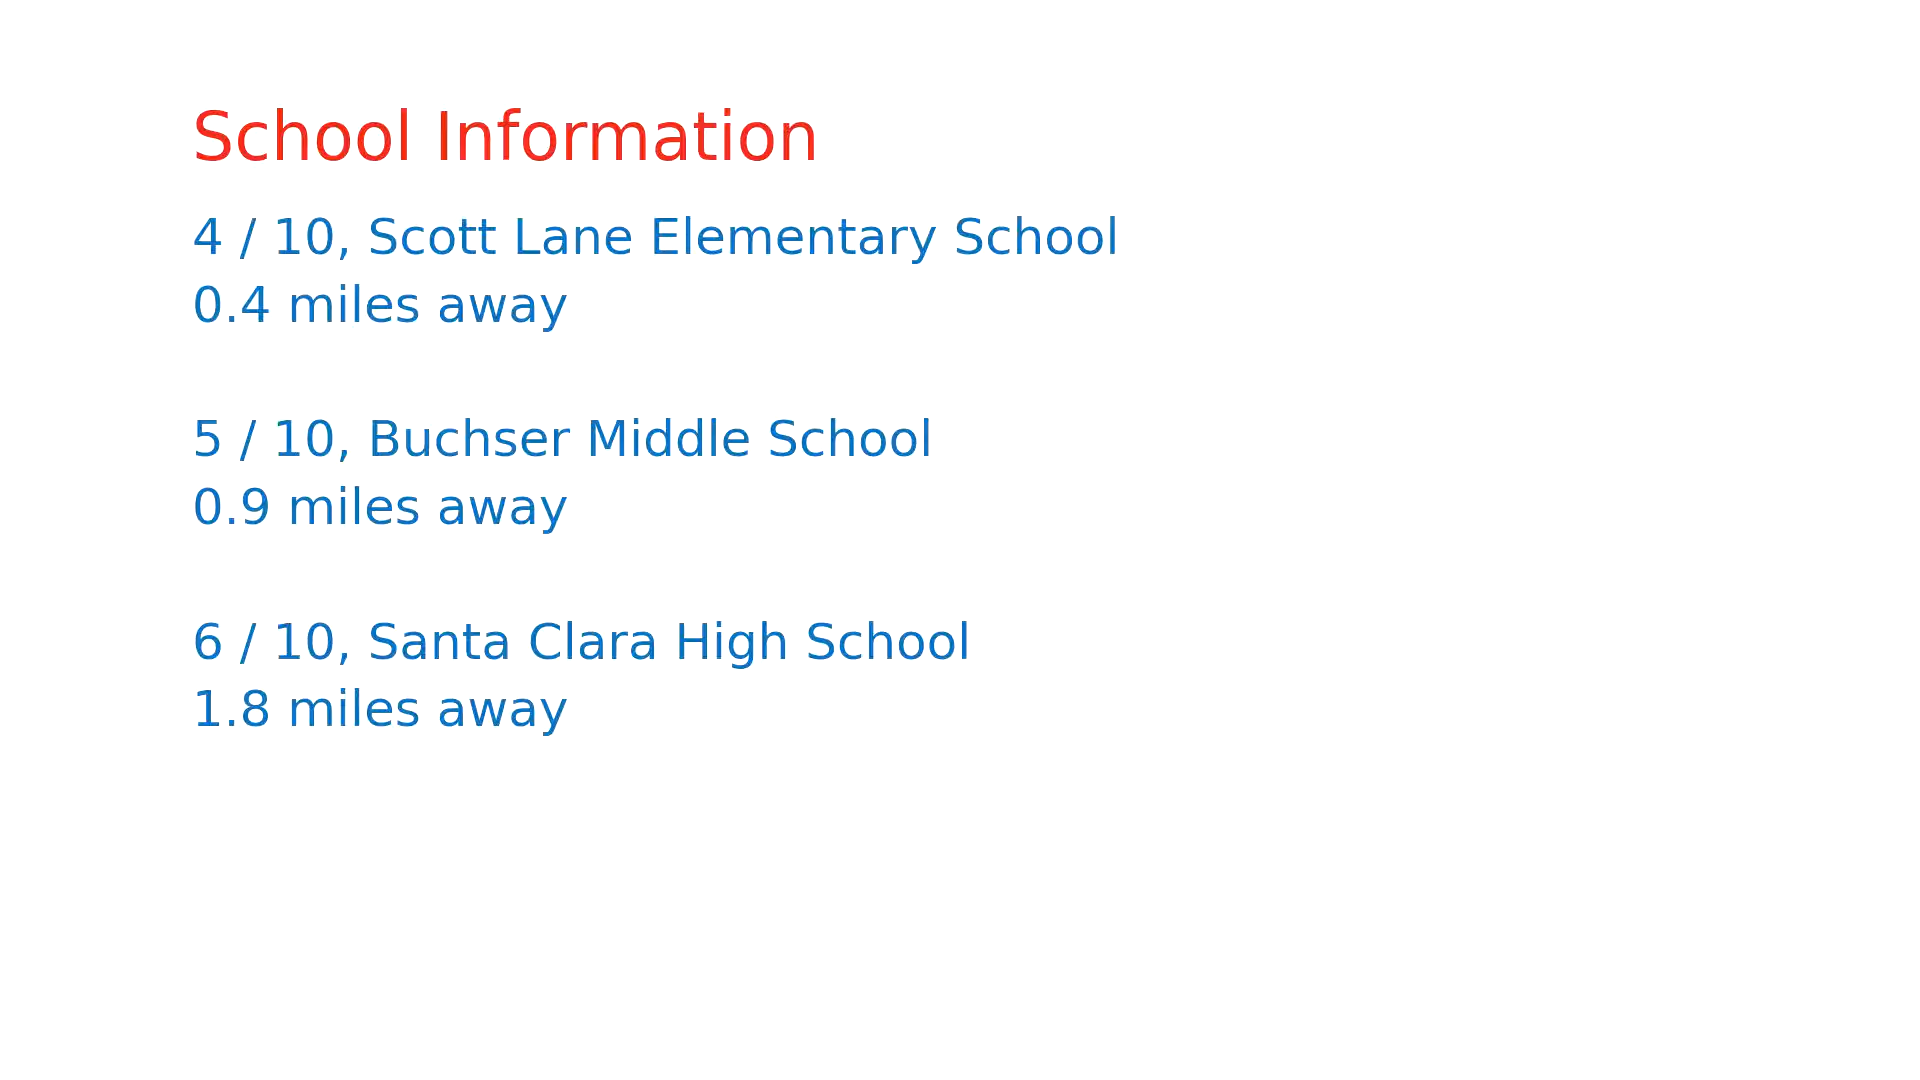 School Information
4 / 10, Scott Lane Elementary School
0.4 miles away
5 / 10, Buchser Middle School
0.9 miles away
6 / 10, Santa Clara High School
1.8 miles away